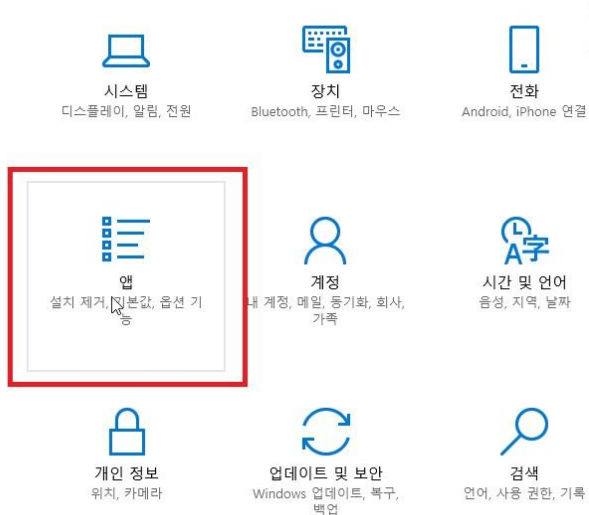 시스템
디스플레이, 알림, 전원
장치
Bluetooth, 프린터, 마우스
전화
Android, iPhone 연결
앱
설치 제거, 기본값, 옵션 기
능
계정
내 계정, 메일, 동기화, 회사,
가족
A字
시간 및 언어
음성, 지역, 날짜
개인 정보
위치, 카메라
업데이트 및 보안
Windows 업데이트, 복구,
백업
검색
언어, 사용 권한, 기록